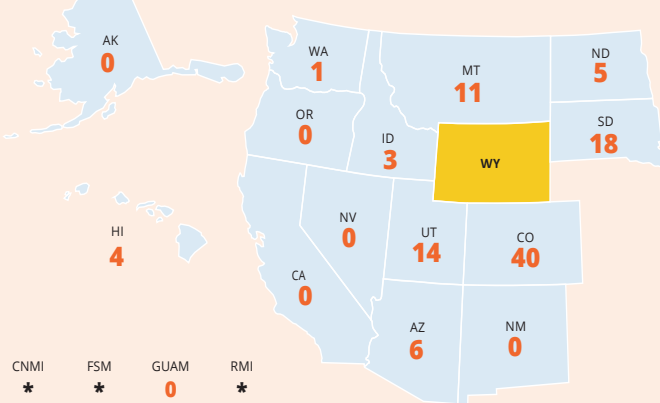 AK
0
WA
1
MT
11
ND
5
OR
0
ID
3
SD
18
WY
HI
4
NV
0
UT
14
CO
40
CA
0
AZ
6
NM
0
CNMI FSM GUAM RMI
* * 0 *